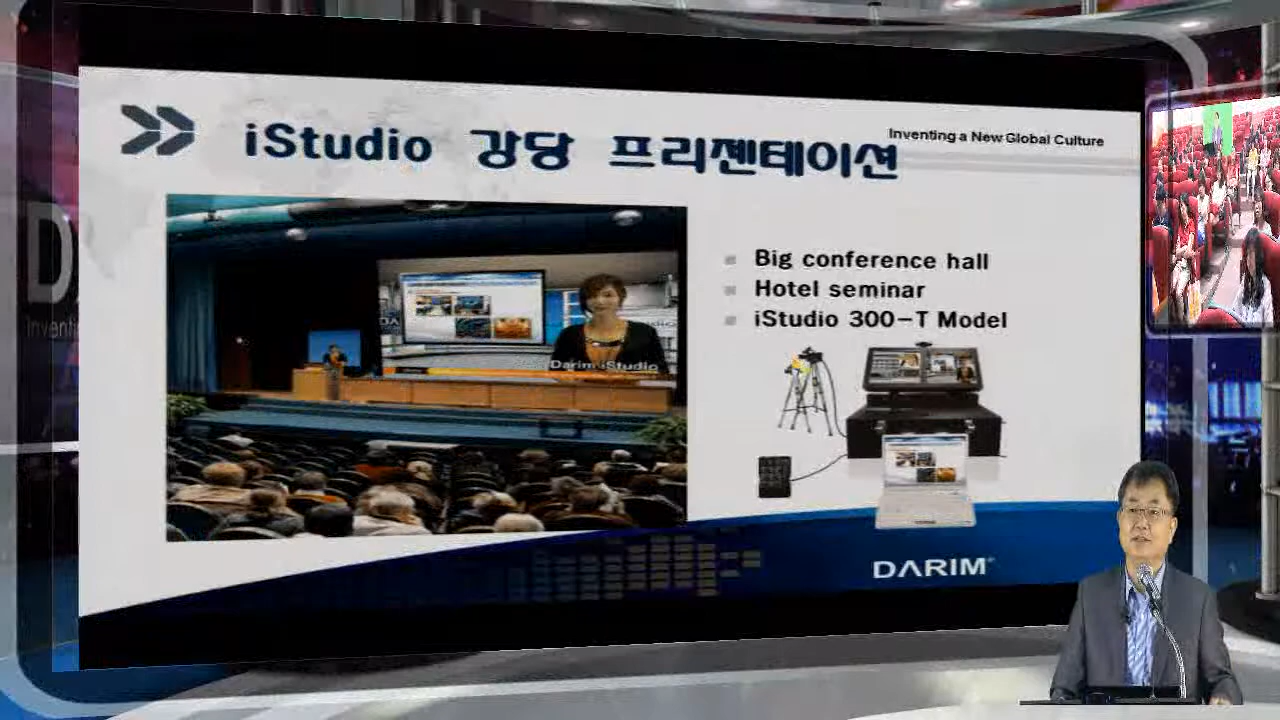 iStudio 강당 프리젠테이션
Inventing a New Global Culture
Big conference hall
Hotel seminar
iStudio 300-T Model
Darim iStudio
DARIM